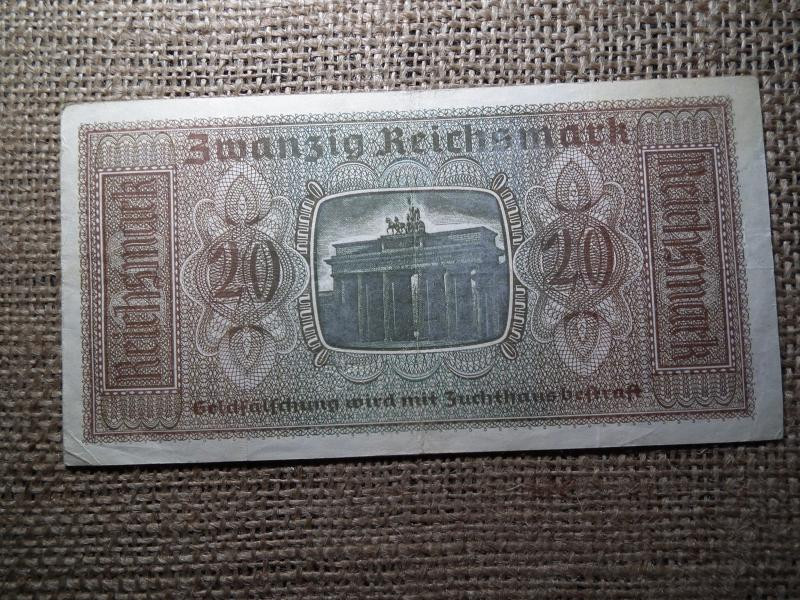 Zwanzig Reichsmark
Reichsmark
20
20
Reichsmark
Geldfälschung wird mit Zuchthaus bestraft